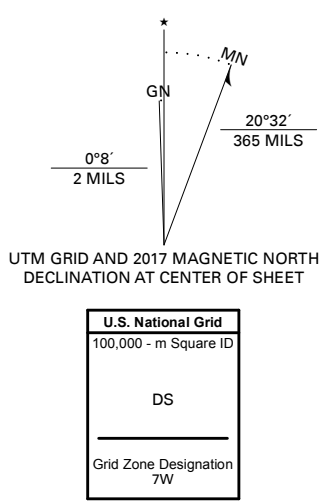 ★
MN
GN
20°32´
365 MILS
0°8´
2 MILS
UTM GRID AND 2017 MAGNETIC NORTH
DECLINATION AT CENTER OF SHEET
U.S. National Grid
100,000 - m Square ID
DS
Grid Zone Designation
7W